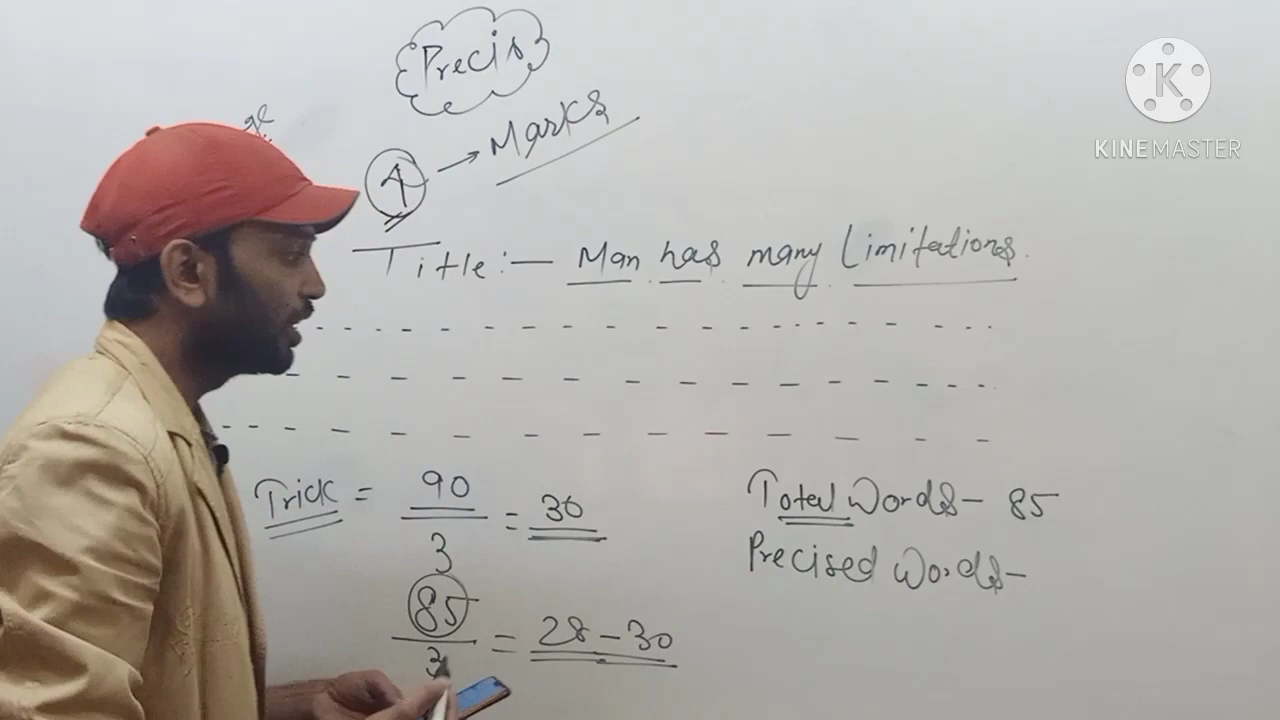 Precis
4 → Marks
Title:— Man has many Limitations.
Trick = 90/3 = 30
85/3 = 28-30
Total Words- 85
Precised Words-
K
KINEMASTER